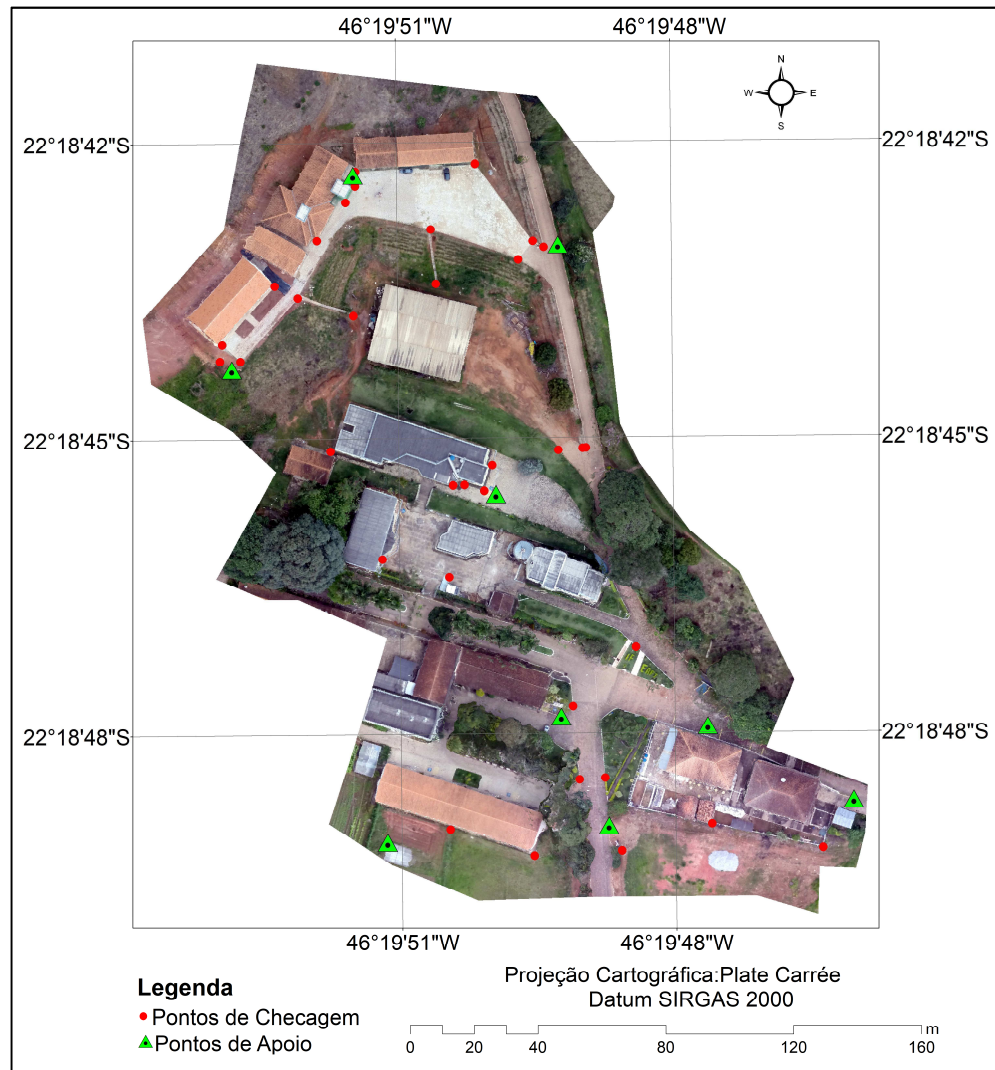 46°19'51"W 46°19'48"W
N
W E
S
22°18'42"S 22°18'42"S
22°18'45"S 22°18'45"S
22°18'48"S 22°18'48"S
46°19'51"W 46°19'48"W
Legenda
Pontos de Checagem
Pontos de Apoio
Projeção Cartográfica:Plate Carrée
Datum SIRGAS 2000
m
0 20 40 80 120 160